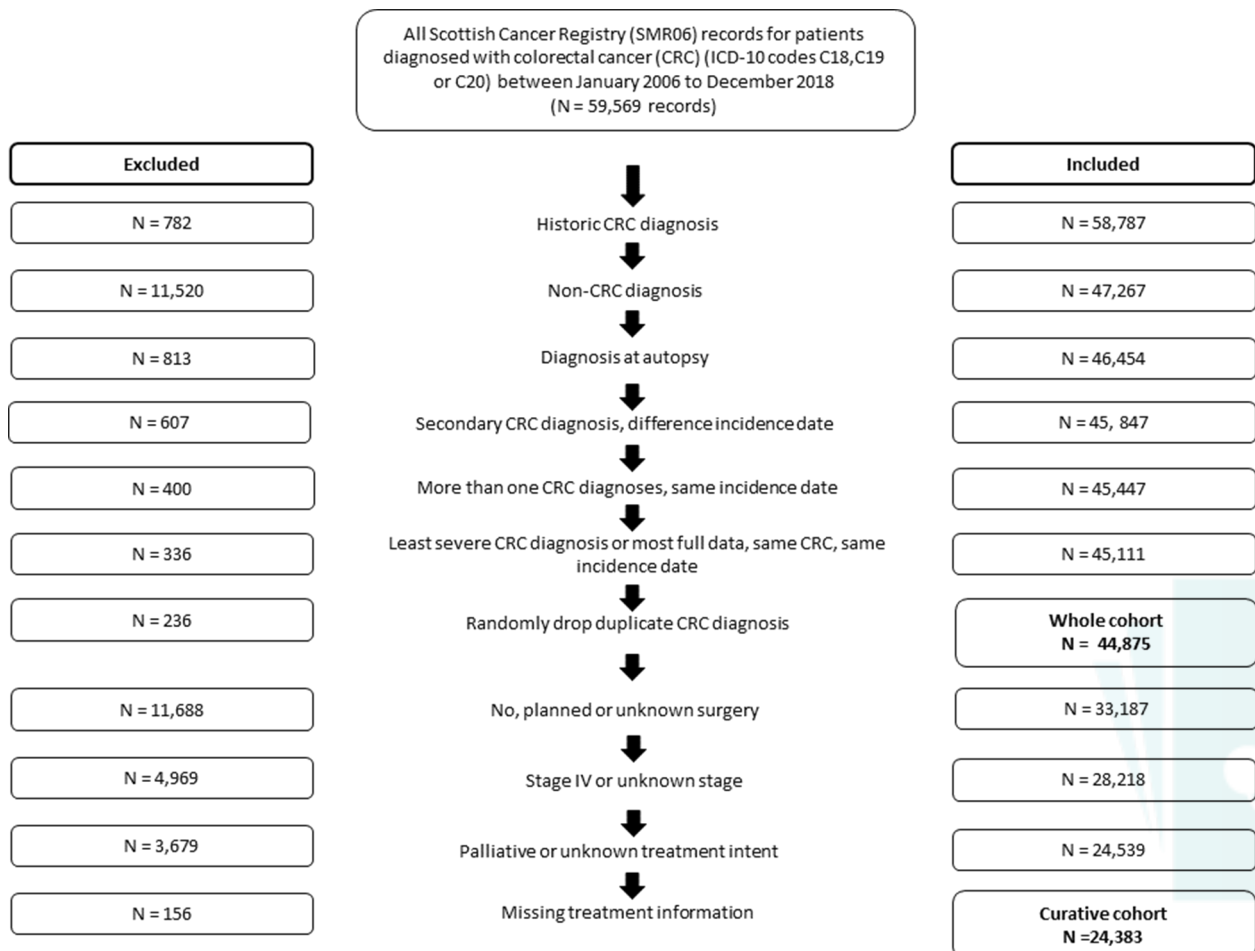 All Scottish Cancer Registry (SMR06) records for patients
diagnosed with colorectal cancer (CRC) (ICD-10 codes C18,C19
or C20) between January 2006 to December 2018
(N = 59,569 records)
Excluded
Included
N = 782
Historic CRC diagnosis
N = 58,787
N = 11,520
Non-CRC diagnosis
N = 47,267
N = 813
Diagnosis at autopsy
N = 46,454
N = 607
Secondary CRC diagnosis, difference incidence date
N = 45, 847
N = 400
More than one CRC diagnoses, same incidence date
N = 45,447
N = 336
Least severe CRC diagnosis or most full data, same CRC, same
incidence date
N = 45,111
N = 236
Randomly drop duplicate CRC diagnosis
Whole cohort
N = 44,875
N = 11,688
No, planned or unknown surgery
N = 33,187
N = 4,969
Stage IV or unknown stage
N = 28,218
N = 3,679
Palliative or unknown treatment intent
N = 24,539
N = 156
Missing treatment information
Curative cohort
N =24,383